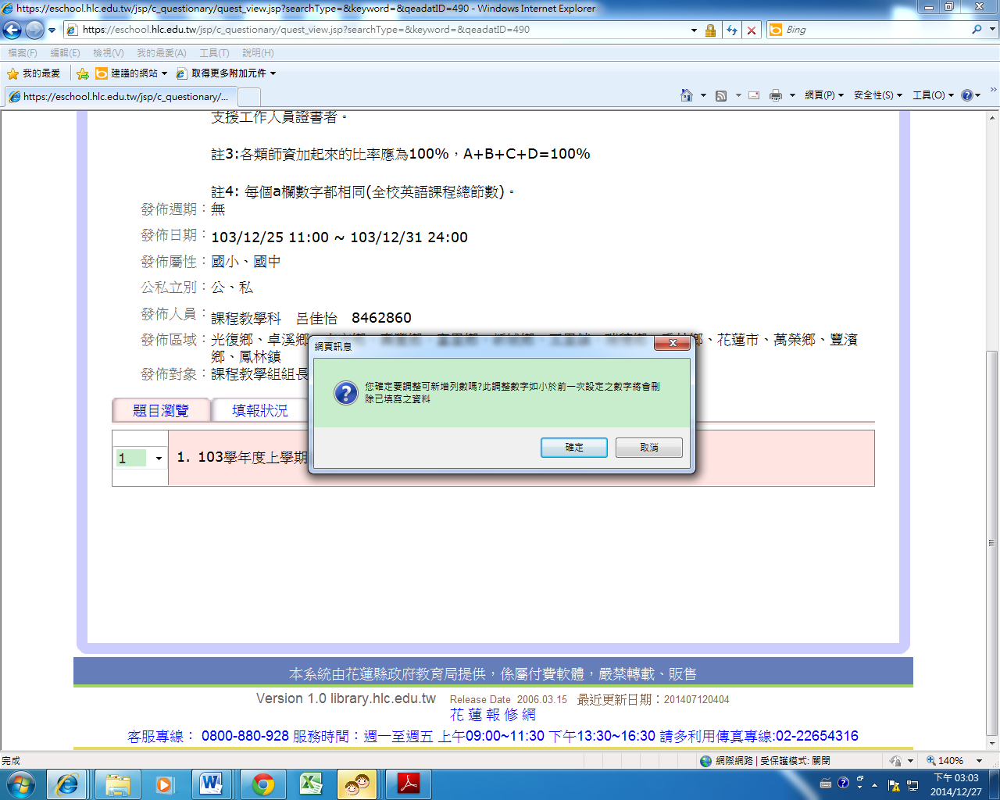 https://eschool.hlc.edu.tw/jsp/c_questionary/quest_view.jsp?searchType=&keyword=&qeadatID=490 - Windows Internet Explorer
https://eschool.hlc.edu.tw/jsp/c_questionary/quest_view.jsp?searchType=&keyword=&qeadatID=490
Bing
檔案(F) 編輯(E) 檢視(V) 我的最愛(A) 工具(T) 說明(H)
我的最愛 建議的網站 取得更多附加元件
https://eschool.hlc.edu.tw/jsp/c_questionary/...
網頁(P) 安全性(S) 工具(O)
支援工作人員證書者。
註3:各類師資加起來的比率應為100%，A+B+C+D=100%
註4: 每個a欄數字都相同(全校英語課程總節數)。
發佈週期：無
發佈日期：103/12/25 11:00 ~ 103/12/31 24:00
發佈屬性：國小、國中
公私立別：公、私
發佈人員：課程教學科 呂佳怡 8462860
發佈區域：光復鄉、卓溪鄉、花蓮市、萬榮鄉、豐濱
鄉、鳳林鎮
發佈對象：課程教學組組長
網頁訊息
您確定要調整可新增列數嗎?此調整數字如小於前一次設定之數字將會刪
除已填寫之資料
確定 取消
題目瀏覽 填報狀況
1 1. 103學年度上學期
本系統由花蓮縣政府教育局提供，係屬付費軟體，嚴禁轉載、販售
Version 1.0 library.hlc.edu.tw Release Date 2006.03.15 最近更新日期：201407120404
花 蓮 報 修 網
客服專線： 0800-880-928 服務時間：週一至週五 上午09:00~11:30 下午13:30~16:30 請多利用傳真專線:02-22654316
完成 網際網路 | 受保護模式: 關閉 140%
下午 03:03
2014/12/27